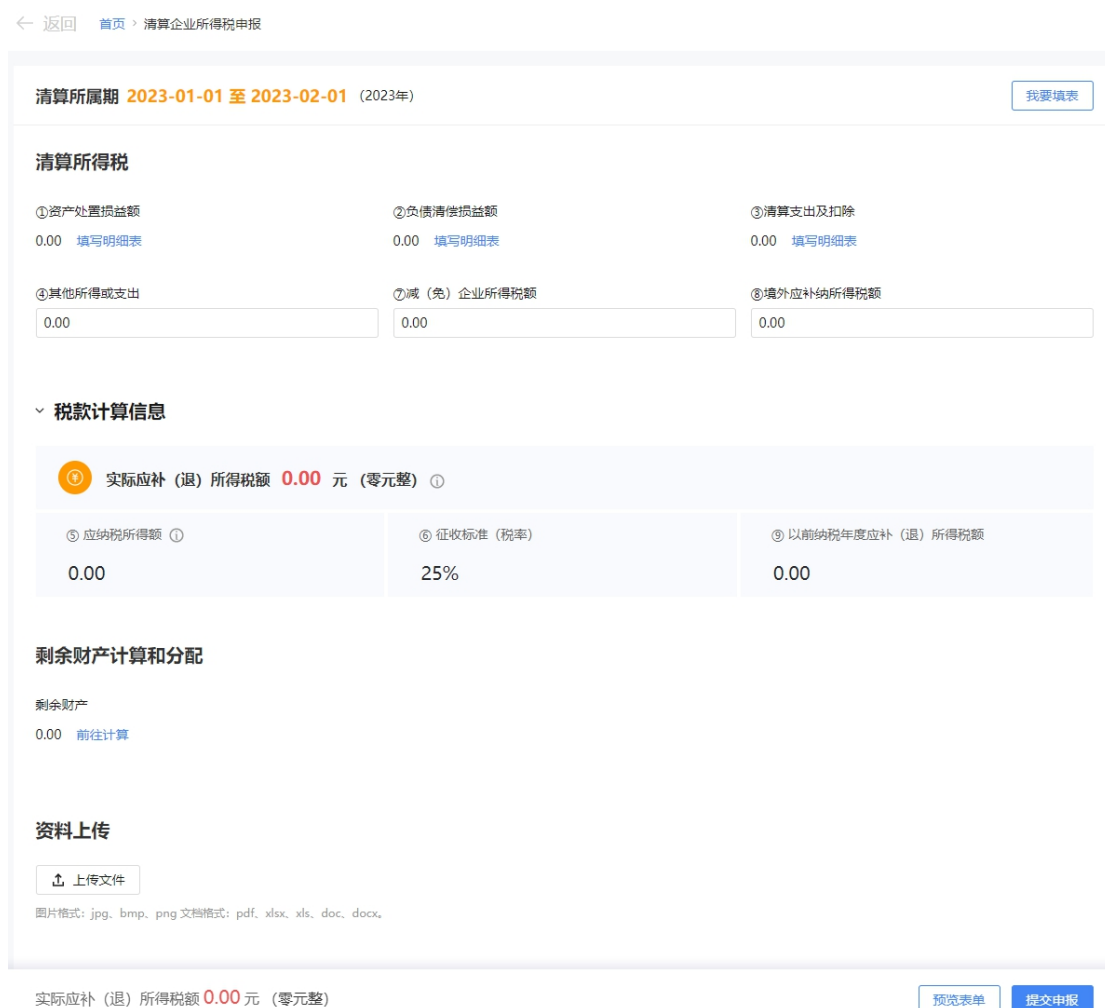 ← 返回 首页 > 清算企业所得税申报
清算所属期 2023-01-01 至 2023-02-01 (2023年) 我要填表
清算所得税
①资产处置损益额 ②负债清偿损益额 ③清算支出及扣除
0.00 填写明细表 0.00 填写明细表 0.00 填写明细表
④其他所得或支出 ⑦减（免）企业所得税额 ⑧境外应补纳所得税额
0.00 0.00 0.00
税款计算信息
实际应补（退）所得税额 0.00 元 (零元整)
⑤ 应纳税所得额 ⑥ 征收标准（税率） ⑨ 以前纳税年度应补（退）所得税额
0.00 25% 0.00
剩余财产计算和分配
剩余财产
0.00 前往计算
资料上传
上传文件
图片格式：jpg、bmp、png 文档格式：pdf、xlsx、xls、doc、docx。
实际应补（退）所得税额 0.00 元 (零元整) 预览表单 提交申报